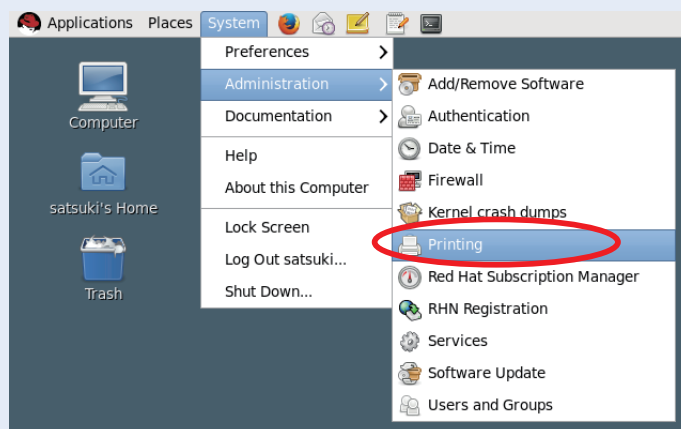 Applications Places System
Preferences
Administration
Documentation
Help
About this Computer
Lock Screen
Log Out satsuki...
Shut Down...
Add/Remove Software
Authentication
Date & Time
Firewall
Kernel crash dumps
Printing
Red Hat Subscription Manager
RHN Registration
Services
Software Update
Users and Groups
Computer
satsuki's Home
Trash